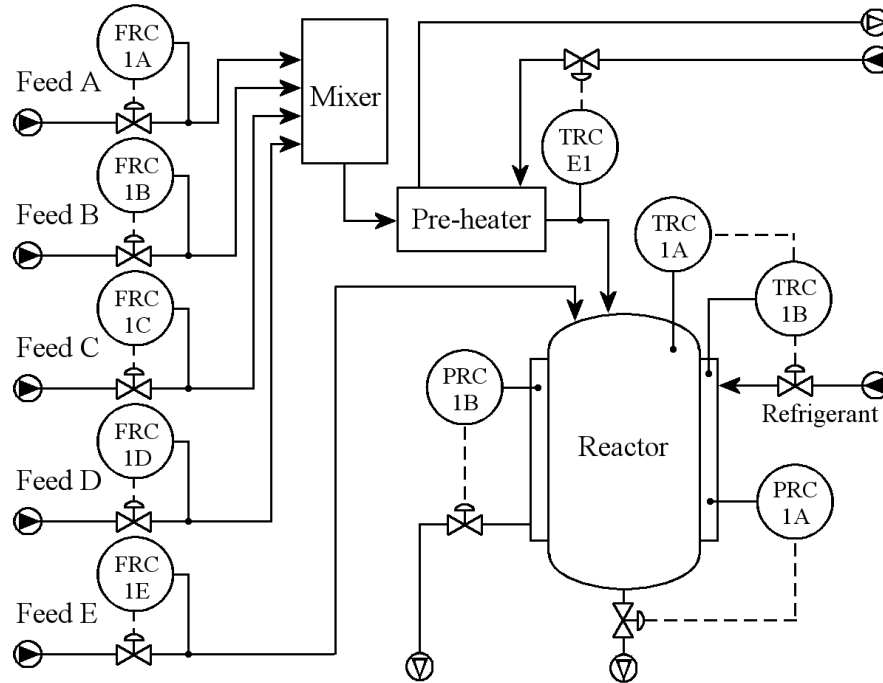 FRC
1A
Feed A
Mixer
FRC
1B
Feed B
TRC
E1
Pre-heater
TRC
1A
FRC
1C
Feed C
TRC
1B
PRC
1B
Refrigerant
FRC
1D
Feed D
Reactor
PRC
1A
FRC
1E
Feed E